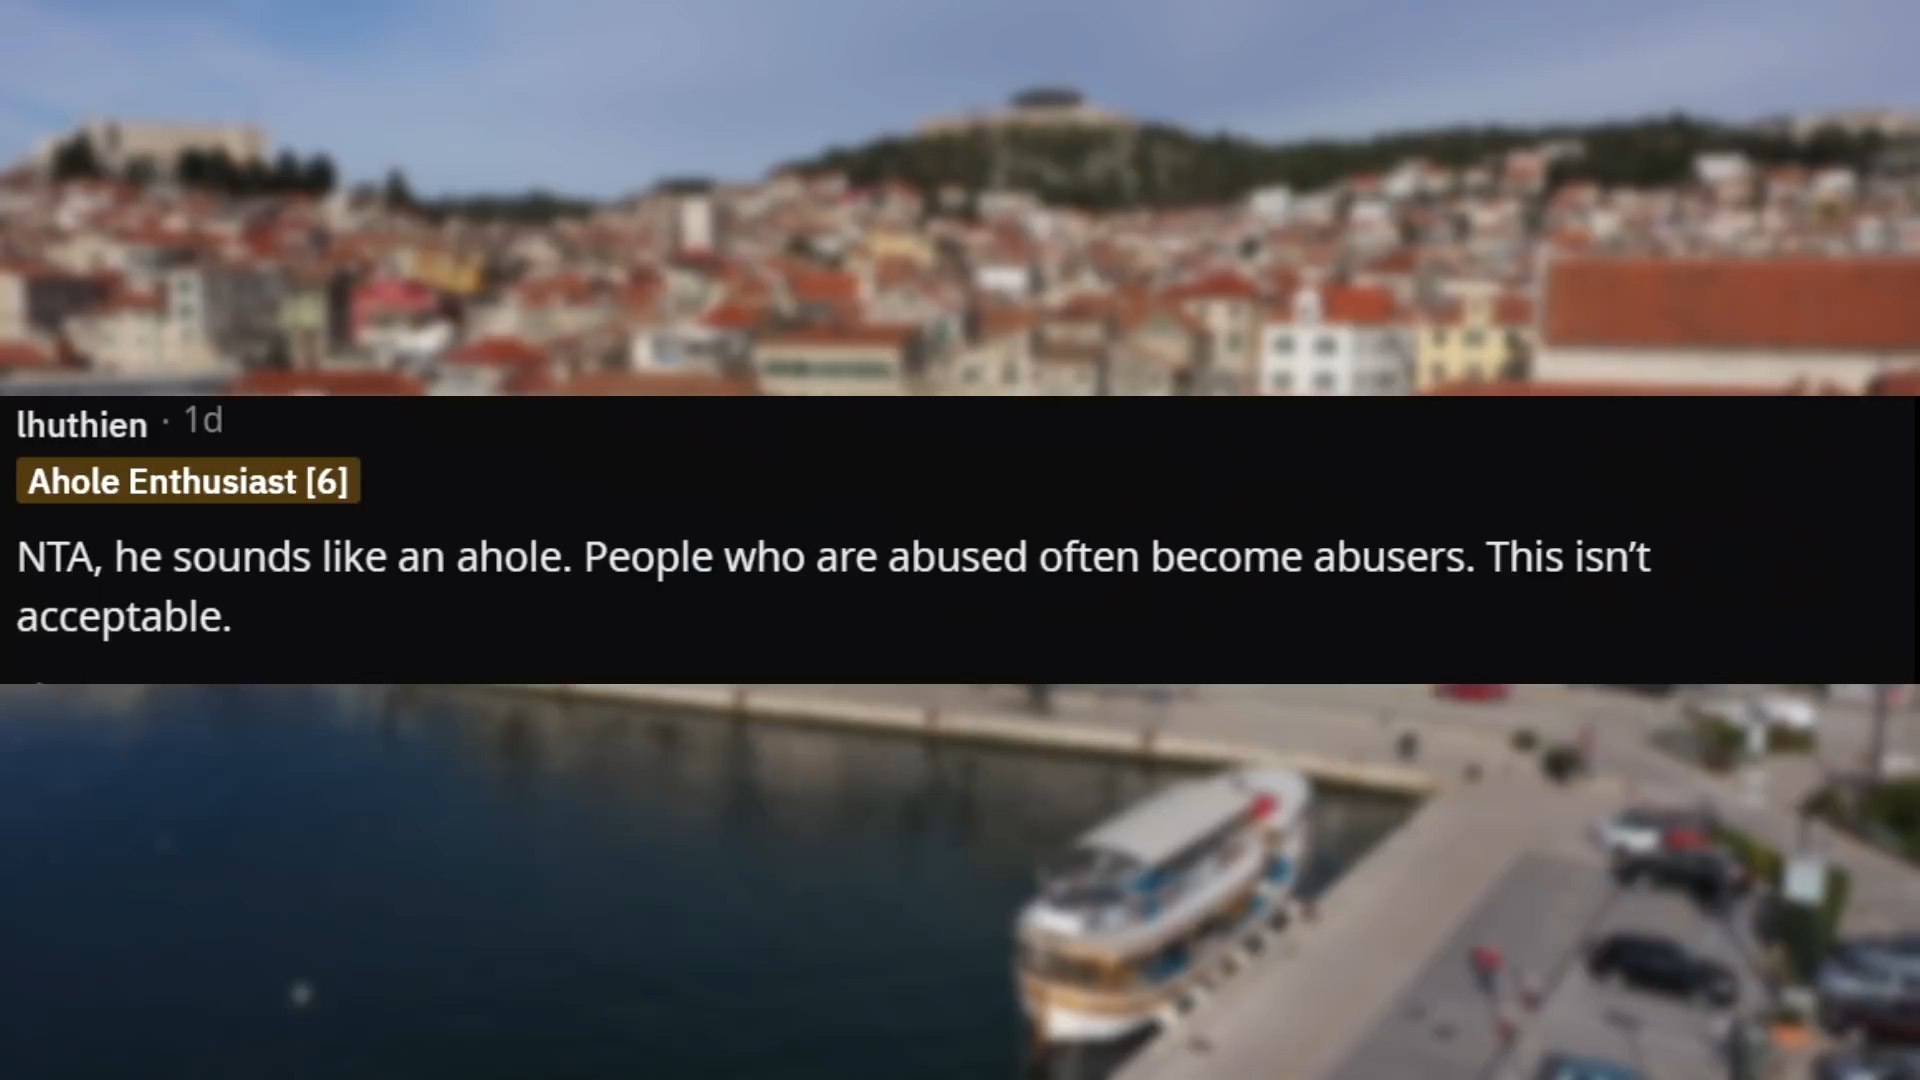 lhuthien · 1d
Ahole Enthusiast [6]
NTA, he sounds like an ahole. People who are abused often become abusers. This isn’t
acceptable.